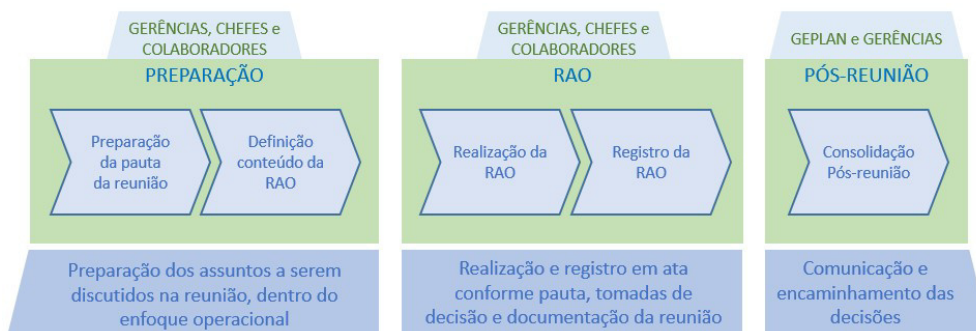 GERÊNCIAS, CHEFES e
COLABORADORES
PREPARAÇÃO
Preparação
da pauta
da reunião
Definição
conteúdo da
RAO
Preparação dos assuntos a serem
discutidos na reunião, dentro do
enfoque operacional
GERÊNCIAS, CHEFES e
COLABORADORES
RAO
Realização da
RAO
Registro da
RAO
Realização e registro em ata
conforme pauta, tomadas de
decisão e documentação da reunião
GEPLAN e GERÊNCIAS
PÓS-REUNIÃO
Consolidação
Pós-reunião
Comunicação e
encaminhamento das
decisões